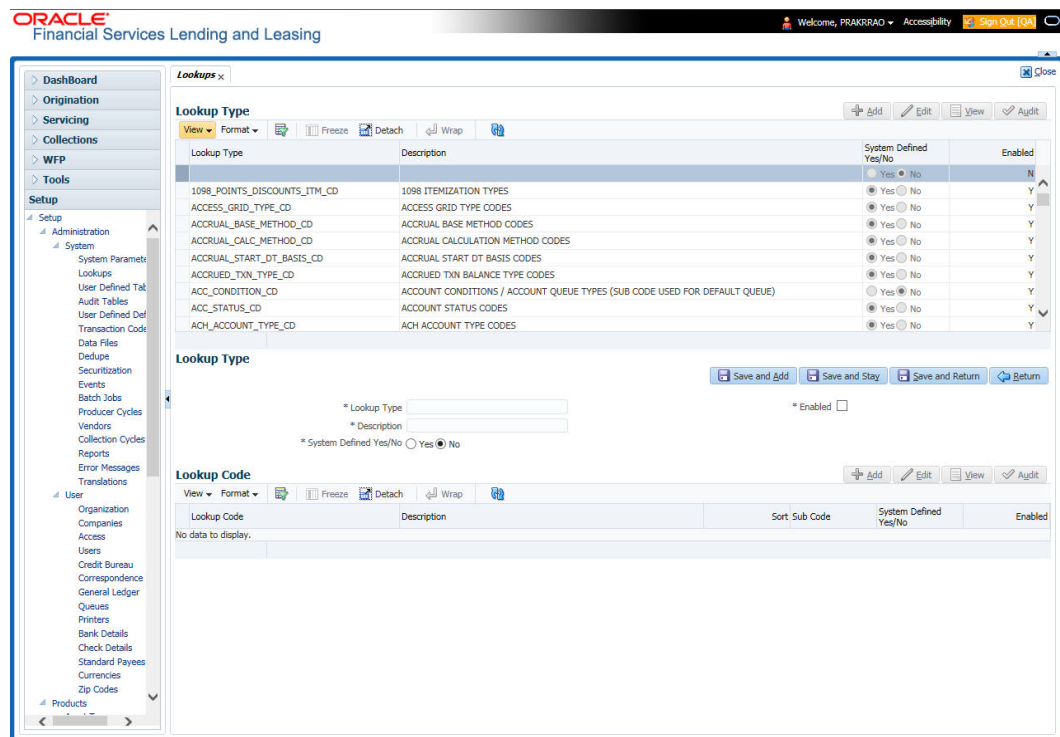 ORACLE
Financial Services Lending and Leasing
Welcome, PRAKRRAO Accessibility Sign Out [QA]
DashBoard
Origination
Servicing
Collections
WFP
Tools
Setup
Setup
Administration
System
System Paramete
Lookups
User Defined Tab
Audit Tables
User Defined Def
Transaction Code
Data Files
Dedupe
Securitization
Events
Batch Jobs
Producer Cycles
Vendors
Collection Cycles
Reports
Error Messages
Translations
User
Organization
Companies
Access
Users
Credit Bureau
Correspondence
General Ledger
Queues
Printers
Bank Details
Check Details
Standard Payees
Currencies
Zip Codes
Products
Lookups x
Close
Lookup Type
Add Edit View Audit
View Format Freeze Detach Wrap
Lookup Type Description System Defined Yes/No Enabled
Yes No N
1098_POINTS_DISCOUNTS_ITM_CD 1098 ITEMIZATION TYPES Yes No Y
ACCESS_GRID_TYPE_CD ACCESS GRID TYPE CODES Yes No Y
ACCRUAL_BASE_METHOD_CD ACCRUAL BASE METHOD CODES Yes No Y
ACCRUAL_CALC_METHOD_CD ACCRUAL CALCULATION METHOD CODES Yes No Y
ACCRUAL_START_DT_BASIS_CD ACCRUAL START DT BASIS CODES Yes No Y
ACCRUED_TXN_TYPE_CD ACCRUED TXN BALANCE TYPE CODES Yes No Y
ACC_CONDITION_CD ACCOUNT CONDITIONS / ACCOUNT QUEUE TYPES (SUB CODE USED FOR DEFAULT QUEUE) Yes No Y
ACC_STATUS_CD ACCOUNT STATUS CODES Yes No Y
ACH_ACCOUNT_TYPE_CD ACH ACCOUNT TYPE CODES Yes No Y
Lookup Type
Save and Add Save and Stay Save and Return Return
* Lookup Type * Enabled
* Description
* System Defined Yes/No Yes No
Lookup Code
Add Edit View Audit
View Format Freeze Detach Wrap
Lookup Code Description Sort Sub Code System Defined Yes/No Enabled
No data to display.